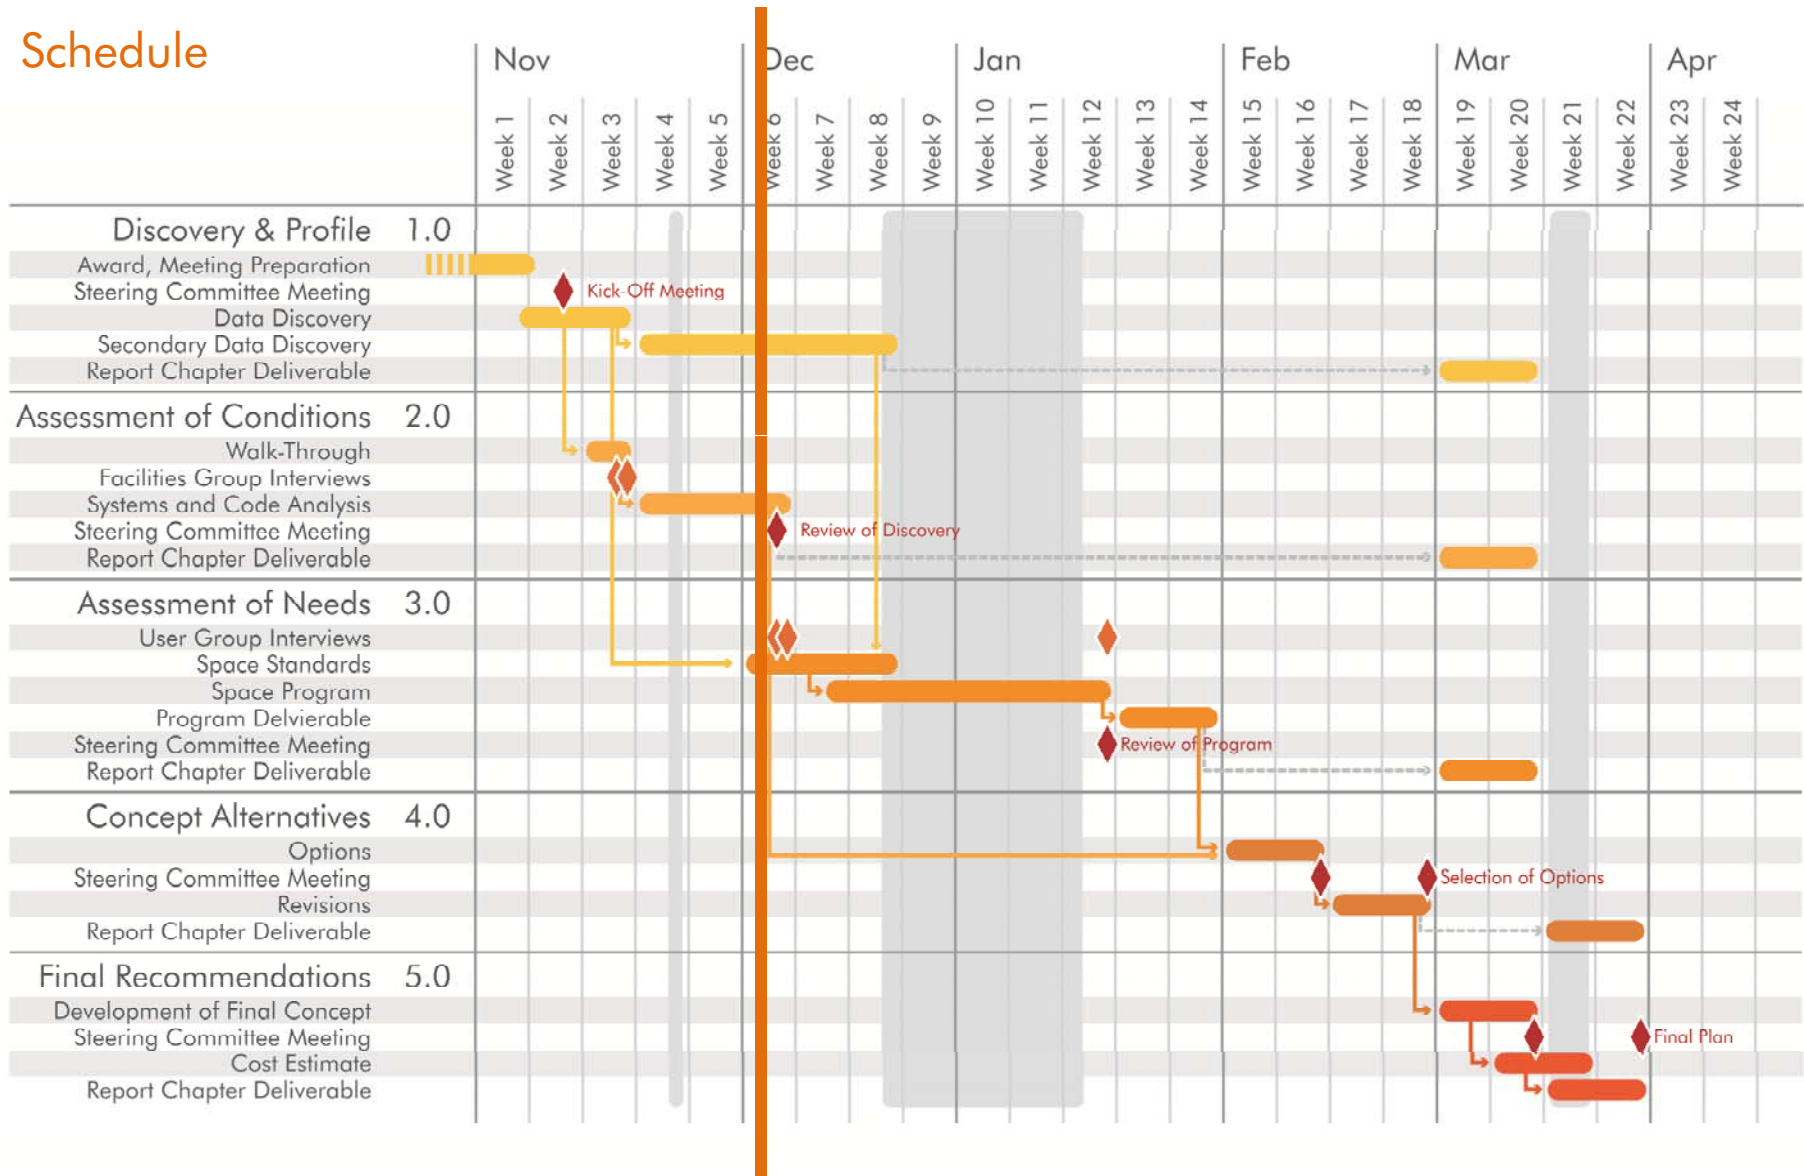 Schedule
Nov Dec Jan Feb Mar Apr
Week 1 Week 2 Week 3 Week 4 Week 5 Week 6 Week 7 Week 8 Week 9 Week 10 Week 11 Week 12 Week 13 Week 14 Week 15 Week 16 Week 17 Week 18 Week 19 Week 20 Week 21 Week 22 Week 23 Week 24
Discovery & Profile 1.0
Award, Meeting Preparation
Steering Committee Meeting Kick-Off Meeting
Data Discovery
Secondary Data Discovery
Report Chapter Deliverable
Assessment of Conditions 2.0
Walk-Through
Facilities Group Interviews
Systems and Code Analysis
Steering Committee Meeting Review of Discovery
Report Chapter Deliverable
Assessment of Needs 3.0
User Group Interviews
Space Standards
Space Program
Program Delvierable
Steering Committee Meeting Review of Program
Report Chapter Deliverable
Concept Alternatives 4.0
Options
Steering Committee Meeting Selection of Options
Revisions
Report Chapter Deliverable
Final Recommendations 5.0
Development of Final Concept
Steering Committee Meeting Final Plan
Cost Estimate
Report Chapter Deliverable